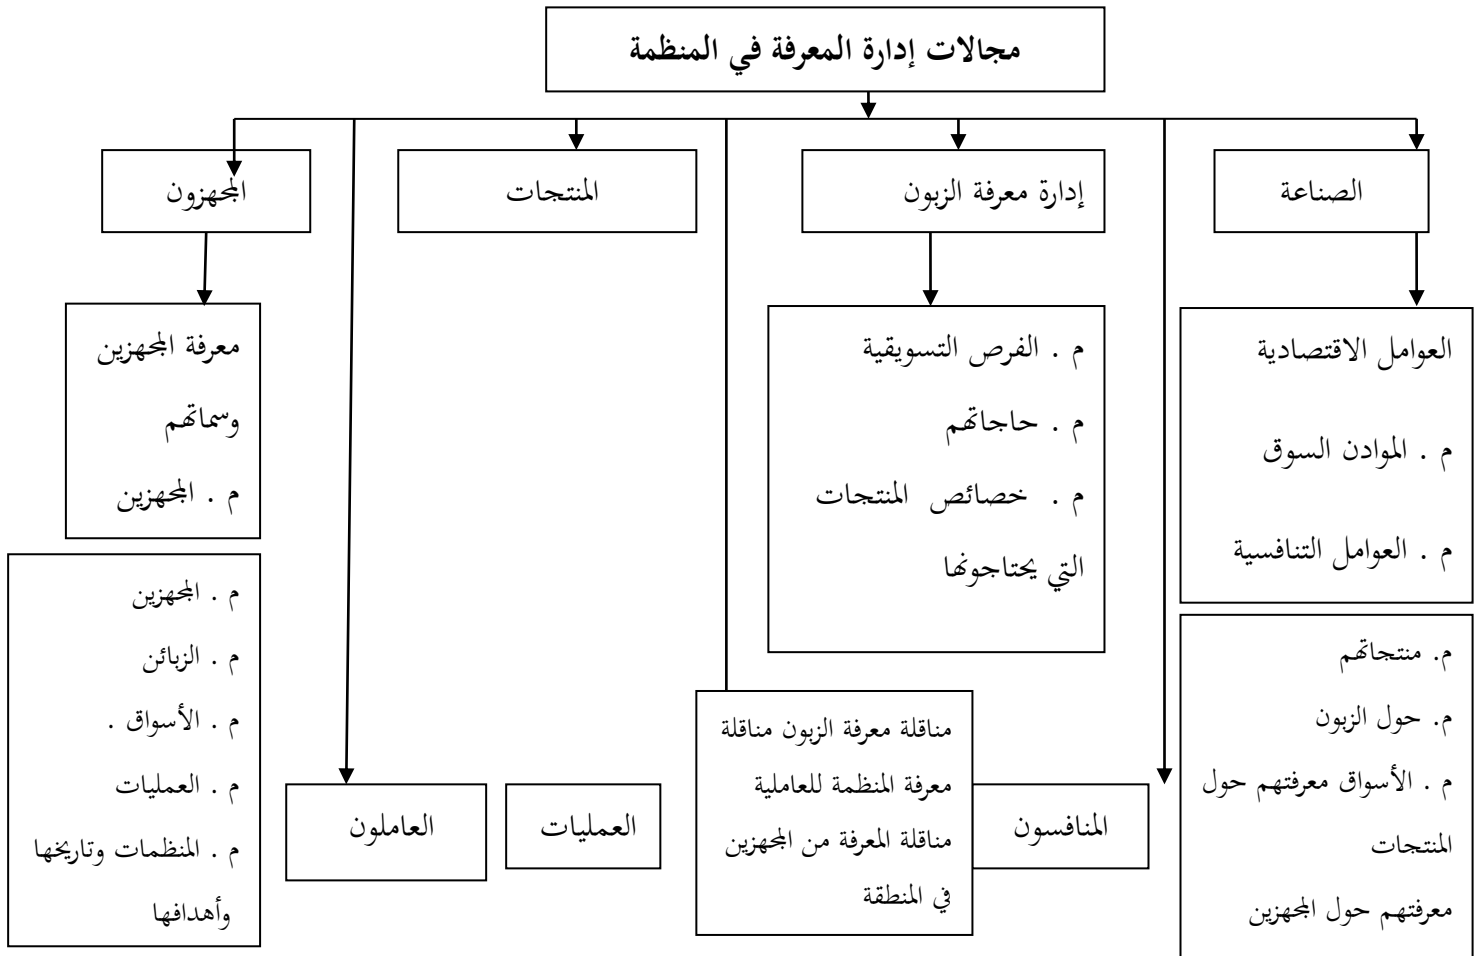 مجالات إدارة المعرفة في المنظمة
الصناعة
إدارة معرفة الزبون
المنتجات
المجهزون
العوامل الاقتصادية
م . الموادن السوق
م . العوامل التنافسية
م . الفرص التسويقية
م . حاجاتهم
م . خصائص المنتجات
التي يحتاجونها
معرفة المجهزين
وسماتهم
م . المجهزين
م. منتجاتهم
م. حول الزبون
م . الأسواق معرفتهم حول
المنتجات
معرفتهم حول المجهزين
المنافسون
مناقلة معرفة الزبون مناقلة
معرفة المنظمة للعاملية
مناقلة المعرفة من المجهزين
في المنطقة
العمليات
العاملون
م . المجهزين
م . الزبائن
م . الأسواق .
م . العمليات
م . المنظمات وتاريخها
وأهدافها